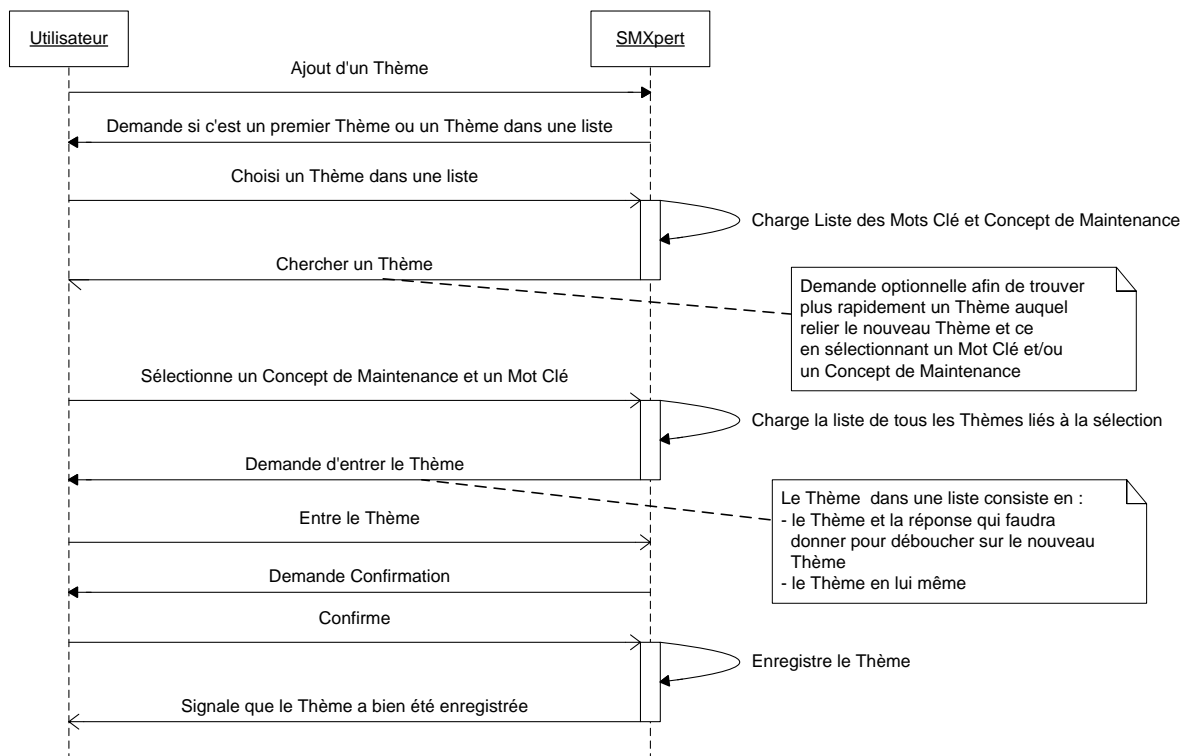 Utilisateur
SMXpert
Ajout d'un Thème
Demande si c'est un premier Thème ou un Thème dans une liste
Choisi un Thème dans une liste
Charge Liste des Mots Clé et Concept de Maintenance
Chercher un Thème
Demande optionnelle afin de trouver
plus rapidement un Thème auquel
relier le nouveau Thème et ce
en sélectionnant un Mot Clé et/ou
un Concept de Maintenance
Sélectionne un Concept de Maintenance et un Mot Clé
Charge la liste de tous les Thèmes liés à la sélection
Demande d'entrer le Thème
Le Thème dans une liste consiste en :
- le Thème et la réponse qui faudra
donner pour déboucher sur le nouveau
Thème
- le Thème en lui même
Entre le Thème
Demande Confirmation
Confirme
Enregistre le Thème
Signale que le Thème a bien été enregistrée